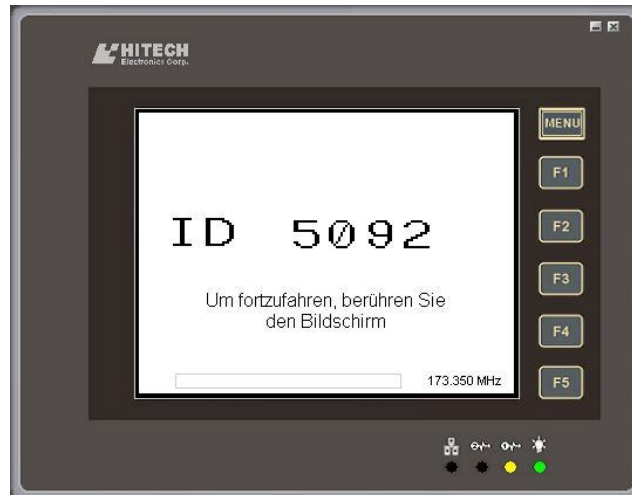 HITECH
Electronics Corp.
MENU
F1
ID 5092
F2
F3
Um fortzufahren, berühren Sie
den Bildschirm
F4
173.350 MHz
F5